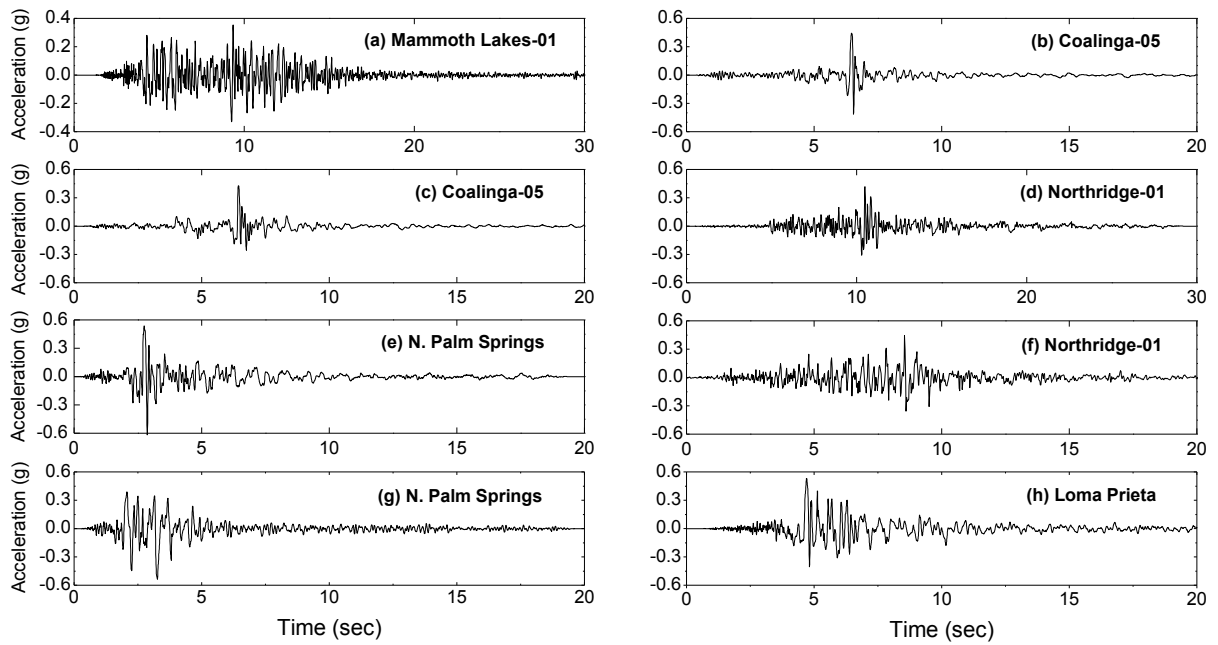 Acceleration (g)
0.4
0.2
0.0
-0.2
-0.4
(a) Mammoth Lakes-01
0 10 20 30
0.6
0.3
0.0
-0.3
-0.6
(b) Coalinga-05
0 5 10 15 20
Acceleration (g)
0.6
0.3
0.0
-0.3
-0.6
(c) Coalinga-05
0 5 10 15 20
0.6
0.3
0.0
-0.3
-0.6
(d) Northridge-01
0 10 20 30
Acceleration (g)
0.6
0.3
0.0
-0.3
-0.6
(e) N. Palm Springs
0 5 10 15 20
0.6
0.3
0.0
-0.3
-0.6
(f) Northridge-01
0 5 10 15 20
Acceleration (g)
0.6
0.3
0.0
-0.3
-0.6
(g) N. Palm Springs
0 5 10 15 20
Time (sec)
0.6
0.3
0.0
-0.3
-0.6
(h) Loma Prieta
0 5 10 15 20
Time (sec)